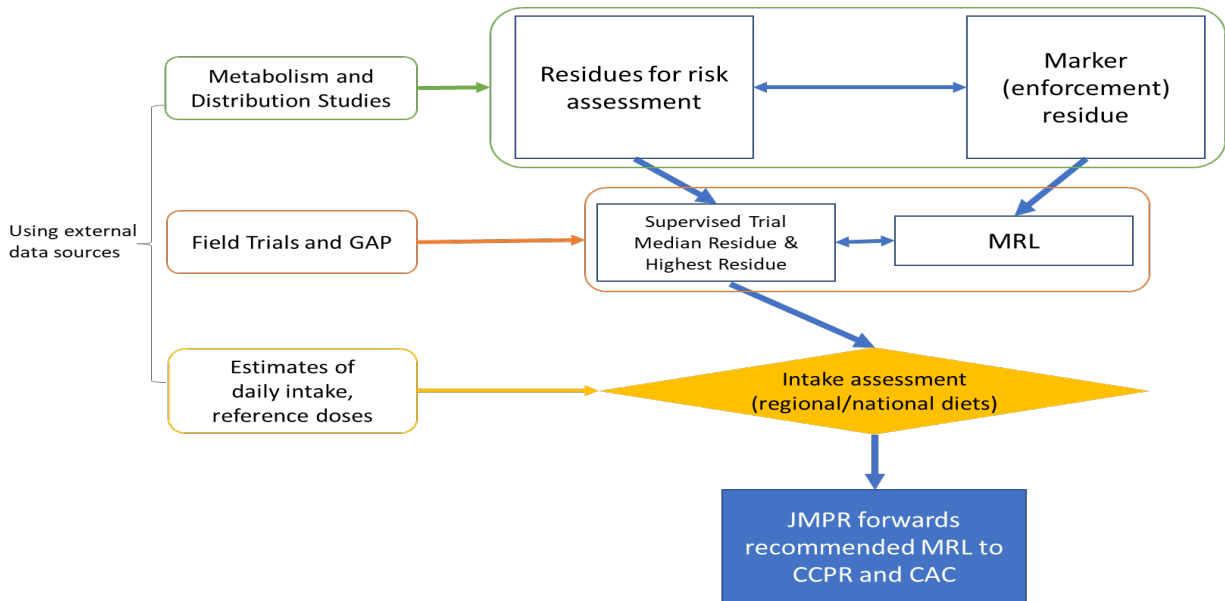 Metabolism and
Distribution Studies
Residues for risk
assessment
Marker
(enforcement)
residue
Using external
data sources
Field Trials and GAP
Supervised Trial
Median Residue &
Highest Residue
MRL
Estimates of
daily intake,
reference doses
Intake assessment
(regional/national diets)
JMPR forwards
recommended MRL to
CCPR and CAC